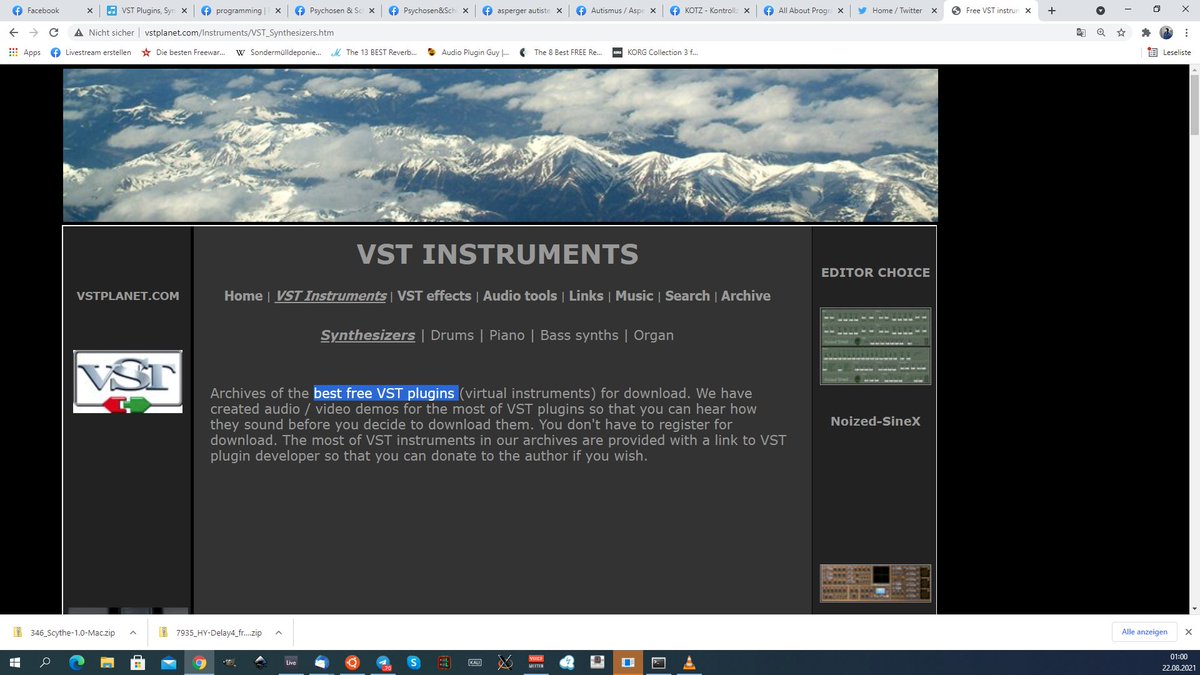 Facebook
VST Plugins, Syn
programming |
Psychosen & Sc
Psychosen&Sch
asperger autiste
Autismus / Aspe
KOTZ - Kontroll
All About Progr
Home / Twitter
Free VST instrum
Nicht sicher | vstplanet.com/Instruments/VST_Synthesizers.htm
Apps
Livestream erstellen
Die besten Freewar...
Sondermülldeponie...
The 13 BEST Reverb...
Audio Plugin Guy |...
The 8 Best FREE Re...
KORG Collection 3 f...
Leseliste
VST INSTRUMENTS
VSTPLANET.COM
Home | VST Instruments | VST effects | Audio tools | Links | Music | Search | Archive
EDITOR CHOICE
Synthesizers | Drums | Piano | Bass synths | Organ
VST
Archives of the best free VST plugins (virtual instruments) for download. We have
created audio / video demos for the most of VST plugins so that you can hear how
they sound before you decide to download them. You don't have to register for
download. The most of VST instruments in our archives are provided with a link to VST
plugin developer so that you can donate to the author if you wish.
Noized-SineX
346_Scythe-1.0-Mac.zip
7935_HY-Delay4_fr....zip
Alle anzeigen
Live
01:00
22.08.2021